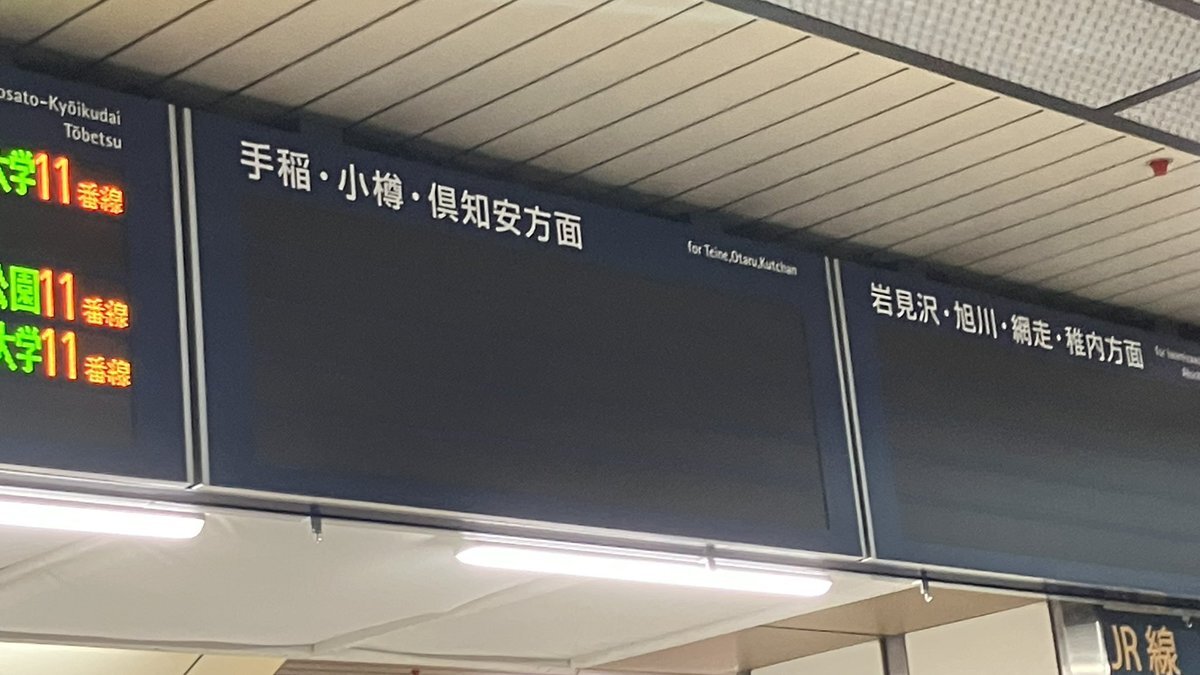 osato-Kyōikudai
Tōbetsu
大学11番線
園11番線
大学11番線
手稲・小樽・倶知安方面
for Teine,Otaru,Kutchan
岩見沢・旭川・網走・稚内方面
JR線